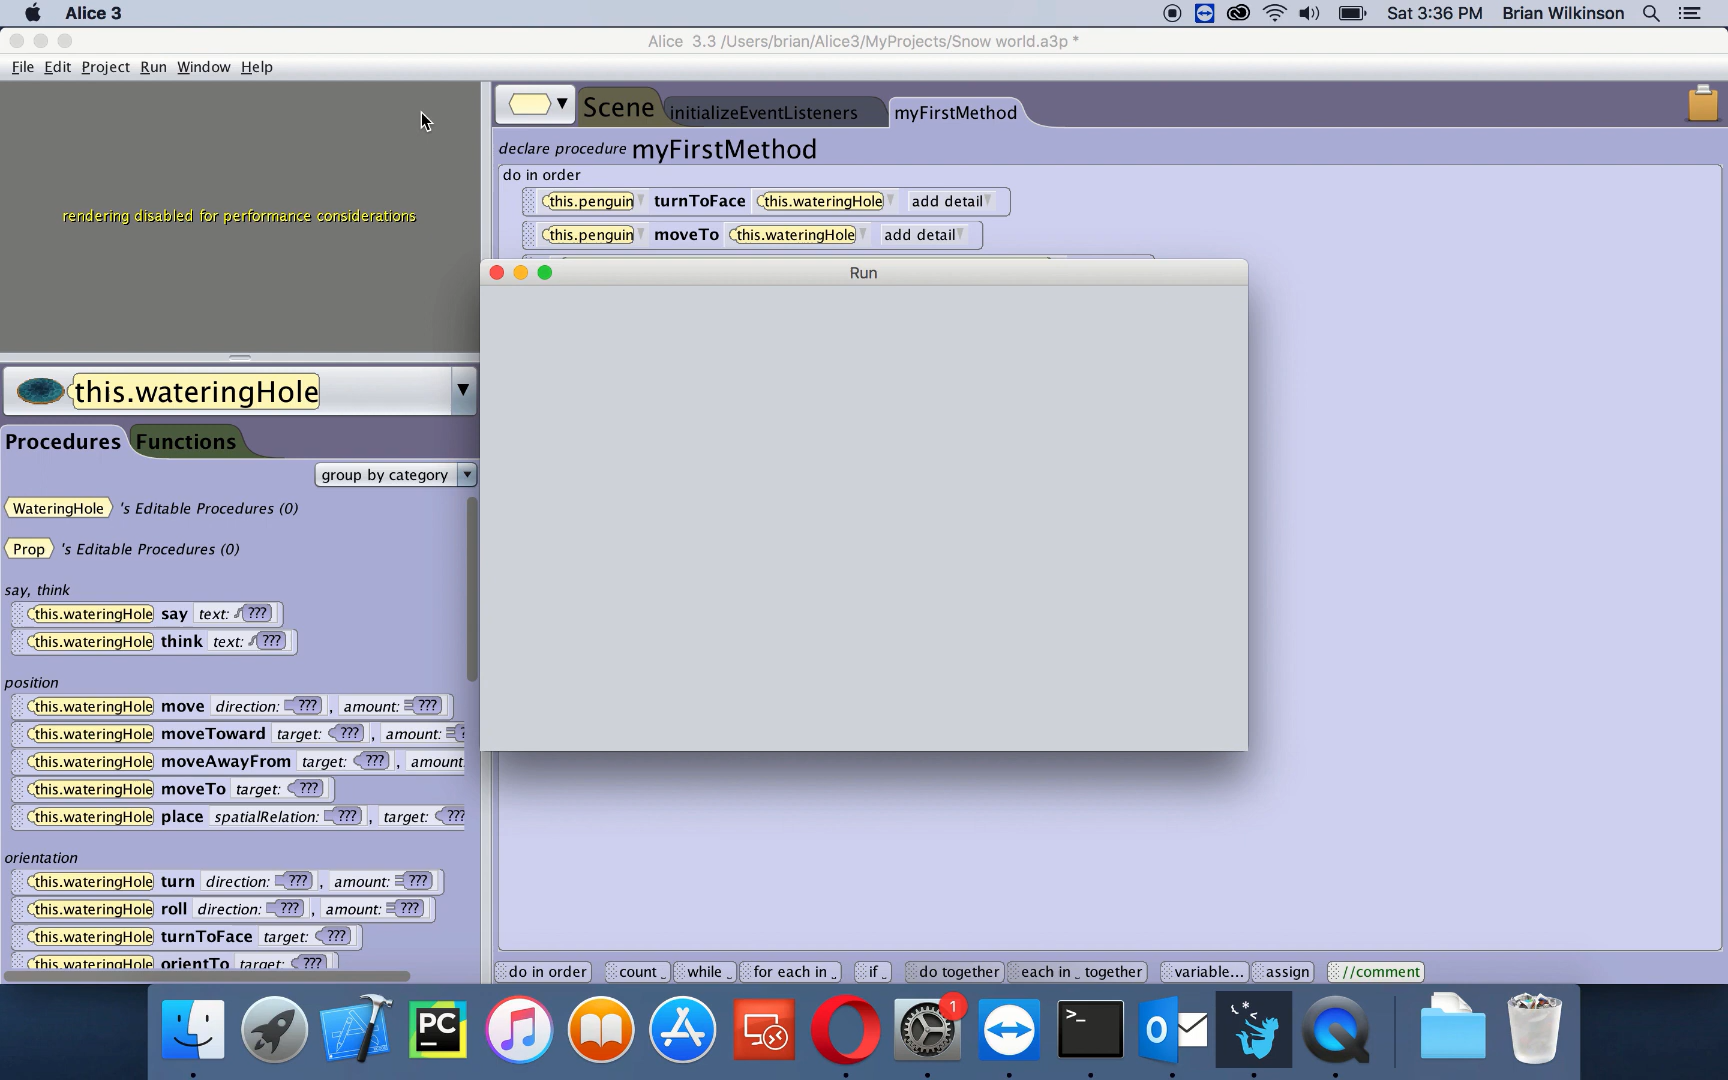 Alice 3
Sat 3:36 PM Brian Wilkinson
Alice 3.3 /Users/brian/Alice3/MyProjects/Snow world.a3p *
File Edit Project Run Window Help
Scene initializeEventListeners myFirstMethod
declare procedure myFirstMethod
do in order
this.penguin turnToFace this.wateringHole add detail
this.penguin moveTo this.wateringHole add detail
rendering disabled for performance considerations
Run
this.wateringHole
Procedures Functions
group by category
WateringHole 's Editable Procedures (0)
Prop 's Editable Procedures (0)
say, think
this.wateringHole say text: ???
this.wateringHole think text: ???
position
this.wateringHole move direction: ??? , amount: ???
this.wateringHole moveToward target: ??? , amount: ?
this.wateringHole moveAwayFrom target: ??? , amount:
this.wateringHole moveTo target: ???
this.wateringHole place spatialRelation: ??? , target: ???
orientation
this.wateringHole turn direction: ??? , amount: ???
this.wateringHole roll direction: ??? , amount: ???
this.wateringHole turnToFace target: ???
this.wateringHole orientTo target: ???
do in order count _ while _ for each in _ if _ do together each in _ together variable... assign //comment
PC
1
>_
O